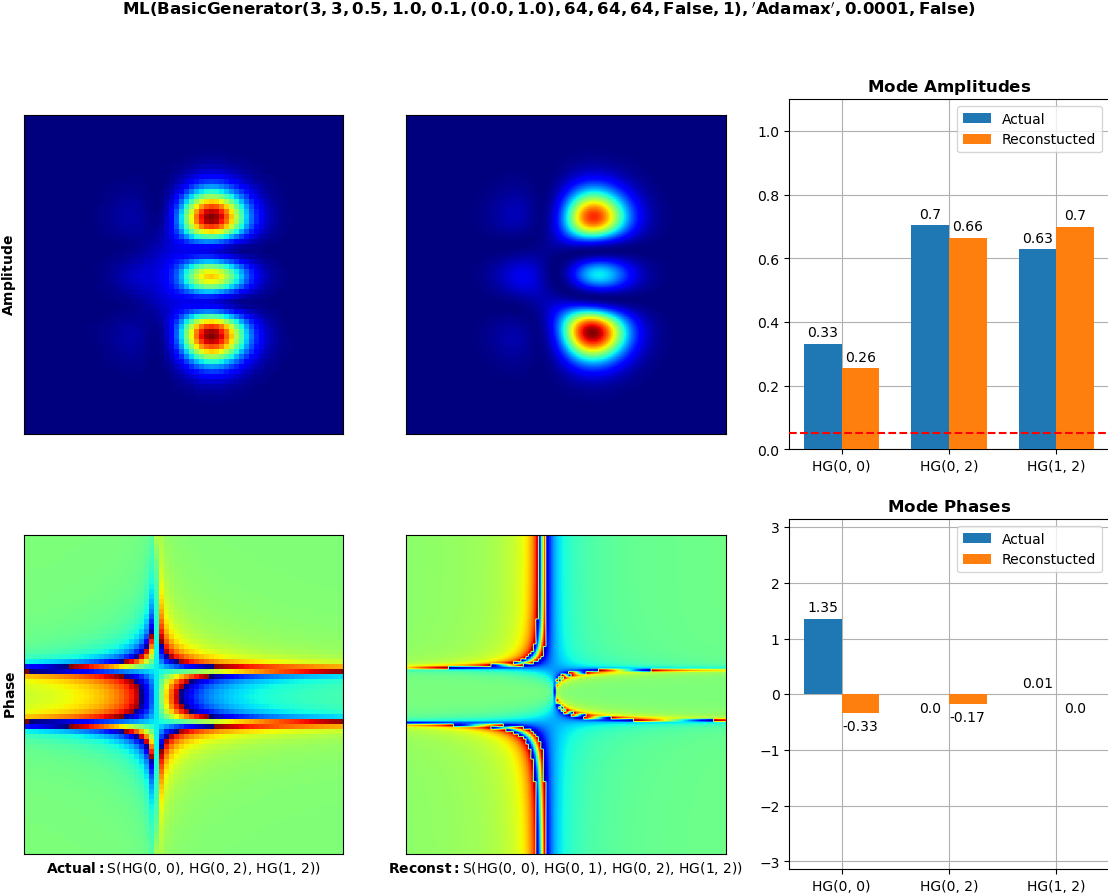 ML(BasicGenerator(3, 3, 0.5, 1.0, 0.1, (0.0, 1.0), 64, 64, 64, False, 1), ′Adamax′, 0.0001, False)
Amplitude
Mode Amplitudes
Actual
Reconstucted
1.0
0.8
0.6
0.4
0.2
0.0
0.33
0.26
0.7
0.66
0.63
0.7
HG(0, 0)
HG(0, 2)
HG(1, 2)
Phase
Actual: S(HG(0, 0), HG(0, 2), HG(1, 2))
Reconst: S(HG(0, 0), HG(0, 1), HG(0, 2), HG(1, 2))
Mode Phases
Actual
Reconstucted
3
2
1
0
−1
−2
−3
1.35
-0.33
0.0
-0.17
0.01
0.0
HG(0, 0)
HG(0, 2)
HG(1, 2)